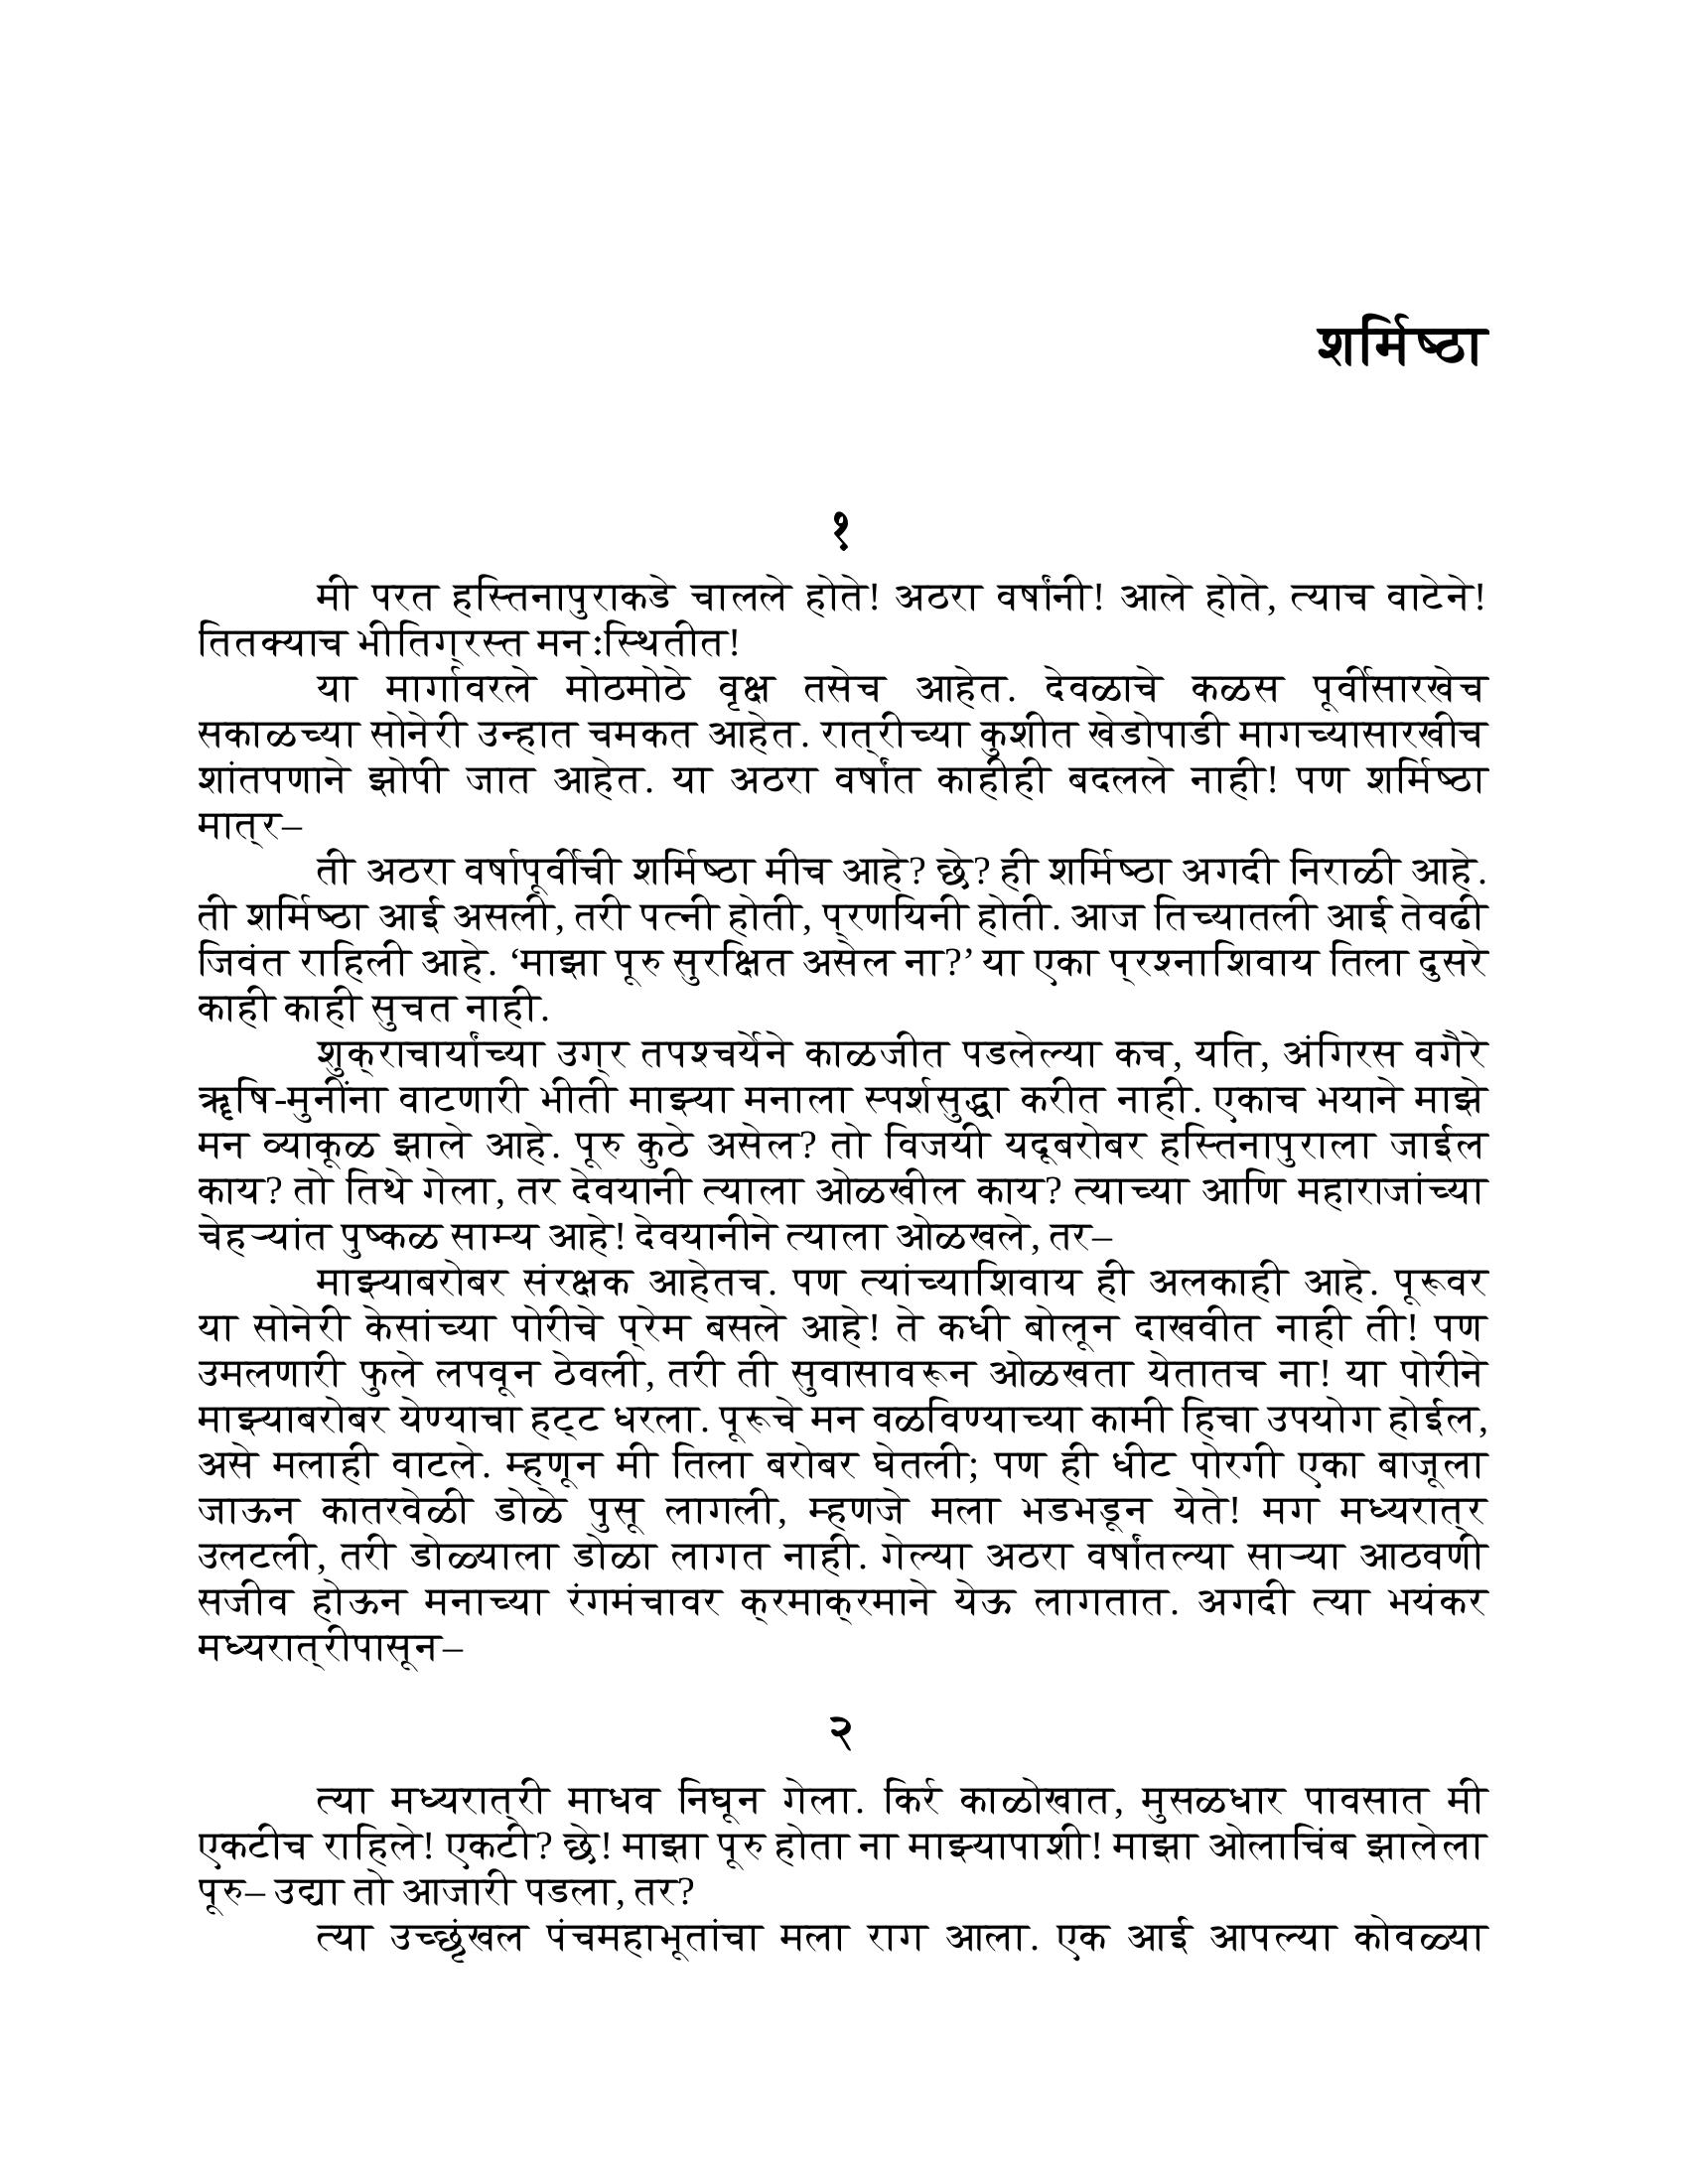 शर्मिष्ठा
१
मी परत हस्तिनापुराकडे चालले होते! अठरा वर्षांनी! आले होते, त्याच वाटेने!
तितक्याच भीतिग्रस्त मनःस्थितीत!
या मार्गावरले मोठमोठे वृक्ष तसेच आहेत. देवळाचे कळस पूर्वीसारखेच
सकाळच्या सोनेरी उन्हात चमकत आहेत. रात्रीच्या कुशीत खेडोपाडी मागच्यासारखीच
शांतपणाने झोपी जात आहेत. या अठरा वर्षांत काहीही बदलले नाही! पण शर्मिष्ठा
मात्र–
ती अठरा वर्षापूर्वीची शर्मिष्ठा मीच आहे? छे? ही शर्मिष्ठा अगदी निराळी आहे.
ती शर्मिष्ठा आई असली, तरी पत्नी होती, प्रणयिनी होती. आज तिच्यातली आई तेवढी
जिवंत राहिली आहे. ‘माझा पूरु सुरक्षित असेल ना?’ या एका प्रश्नाशिवाय तिला दुसरे
काही काही सुचत नाही.
शुक्राचार्यांच्या उग्र तपश्चर्येने काळजीत पडलेल्या कच, यति, अंगिरस वगैरे
ॠषि-मुनींना वाटणारी भीती माझ्या मनाला स्पर्शसुद्धा करीत नाही. एकाच भयाने माझे
मन व्याकूळ झाले आहे. पूरु कुठे असेल? तो विजयी यदूबरोबर हस्तिनापुराला जाईल
काय? तो तिथे गेला, तर देवयानी त्याला ओळखील काय? त्याच्या आणि महाराजांच्या
चेहऱ्यांत पुष्कळ साम्य आहे! देवयानीने त्याला ओळखले, तर–
माझ्याबरोबर संरक्षक आहेतच. पण त्यांच्याशिवाय ही अलकाही आहे. पूरूवर
या सोनेरी केसांच्या पोरीचे प्रेम बसले आहे! ते कधी बोलून दाखवीत नाही ती! पण
उमलणारी फुले लपवून ठेवली, तरी ती सुवासावरून ओळखता येतातच ना! या पोरीने
माझ्याबरोबर येण्याचा हट्ट धरला. पूरूचे मन वळविण्याच्या कामी हिचा उपयोग होईल,
असे मलाही वाटले. म्हणून मी तिला बरोबर घेतली; पण ही धीट पोरगी एका बाजूला
जाऊन कातरवेळी डोळे पुसू लागली, म्हणजे मला भडभडून येते! मग मध्यरात्र
उलटली, तरी डोळ्याला डोळा लागत नाही. गेल्या अठरा वर्षांतल्या साऱ्या आठवणी
सजीव होऊन मनाच्या रंगमंचावर क्रमाक्रमाने येऊ लागतात. अगदी त्या भयंकर
मध्यरात्रीपासून–
२
त्या मध्यरात्री माधव निघून गेला. किर्र काळोखात, मुसळधार पावसात मी
एकटीच राहिले! एकटी? छे! माझा पूरु होता ना माझ्यापाशी! माझा ओलाचिंब झालेला
पूरु– उद्या तो आजारी पडला, तर?
त्या उच्छृंखल पंचमहाभूतांचा मला राग आला. एक आई आपल्या कोवळ्या